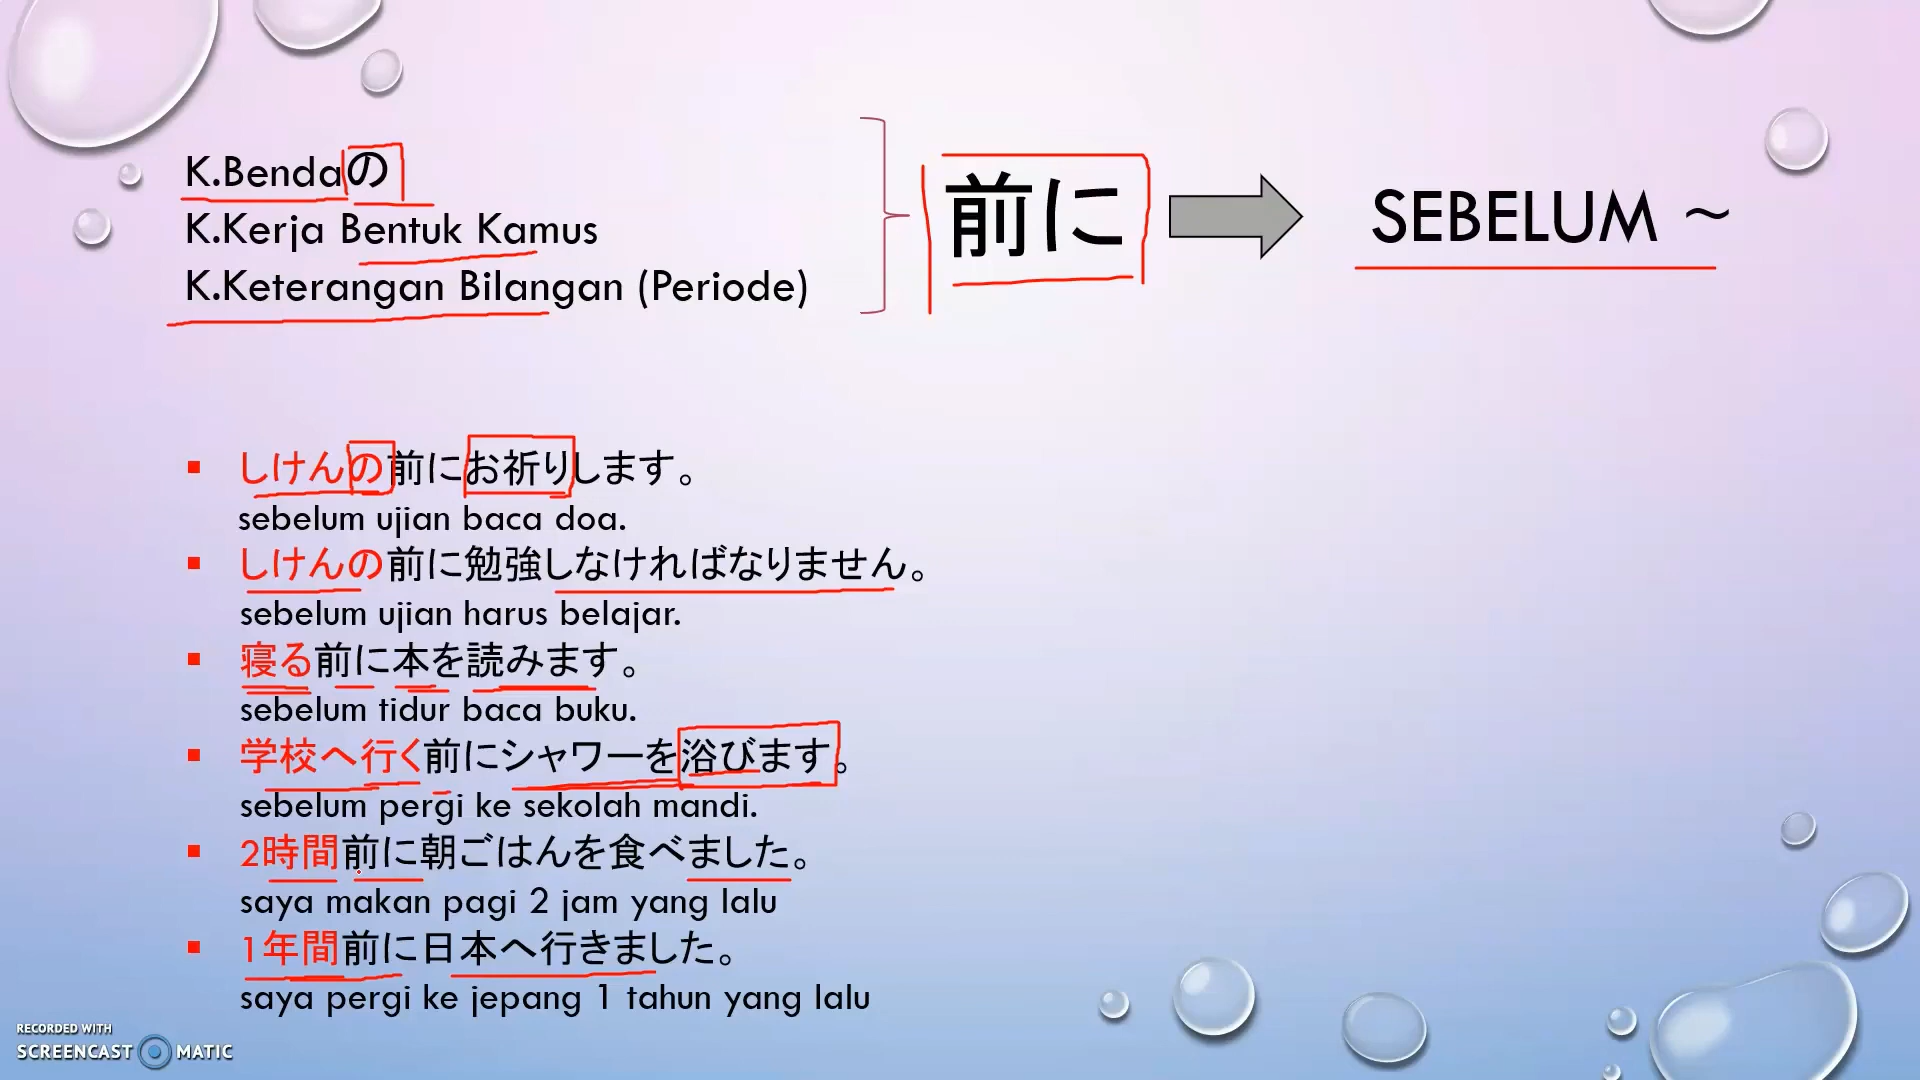 K.Bendaの
K.Kerja Bentuk Kamus
K.Keterangan Bilangan (Periode)
前に
SEBELUM ~
しけんの前にお祈りします。
sebelum ujian baca doa.
しけんの前に勉強しなければなりません。
sebelum ujian harus belajar.
寝る前に本を読みます。
sebelum tidur baca buku.
学校へ行く前にシャワーを浴びます。
sebelum pergi ke sekolah mandi.
2時間前に朝ごはんを食べました。
saya makan pagi 2 jam yang lalu
1年間前に日本へ行きました。
saya pergi ke jepang 1 tahun yang lalu
RECORDED WITH
SCREENCAST MATIC